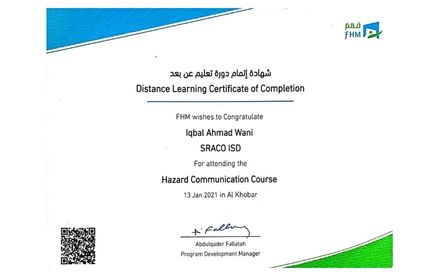 فهم
FHM
شهادة إتمام دورة تعليم عن بعد
Distance Learning Certificate of Completion
FHM wishes to Congratulate
Iqbal Ahmad Wani
SRACO ISD
For attending the
Hazard Communication Course
13 Jan 2021 in Al Khobar
Abdulqader Fallatah
Program Development Manager